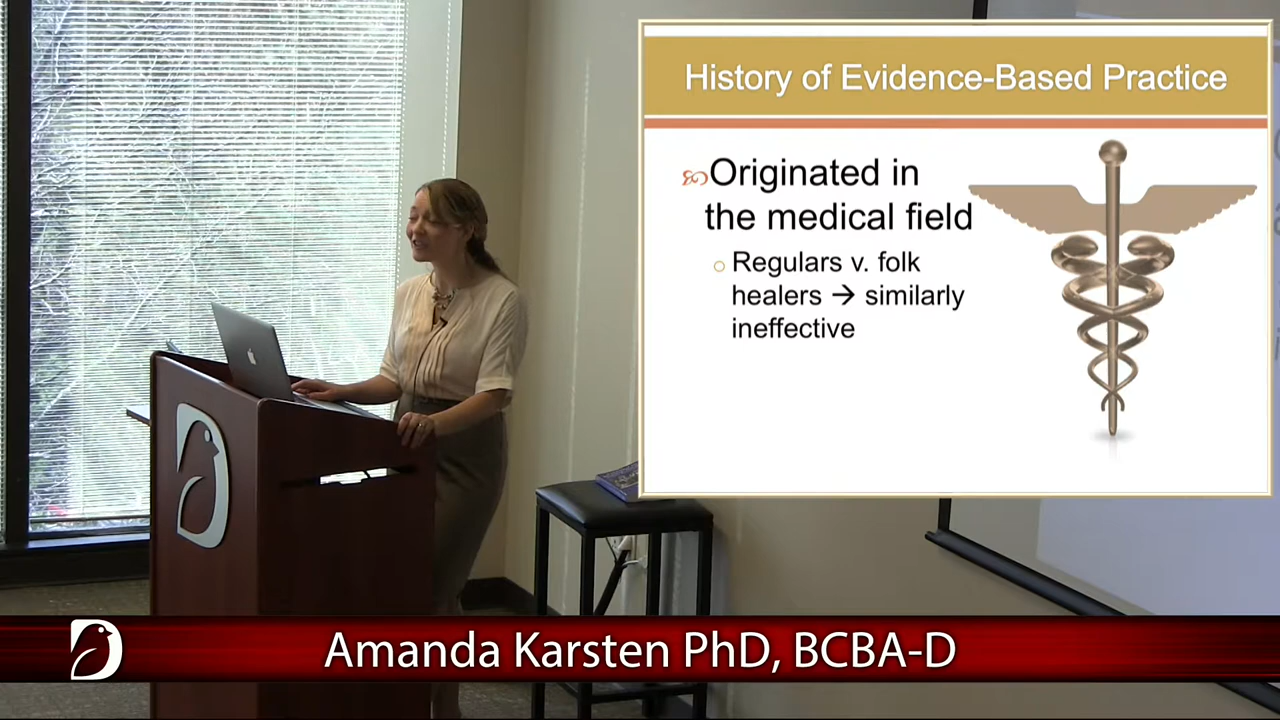 History of Evidence-Based Practice
Originated in
the medical field
Regulars v. folk
healers → similarly
ineffective
Amanda Karsten PhD, BCBA-D